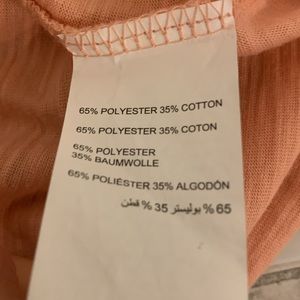 65% POLYESTER 35% COTTON
65% POLYESTER 35% COTON
65% POLYESTER
35% BAUMWOLLE
65% POLIÉSTER 35% ALGODÓN
65 % بوليستر 35 % قطن